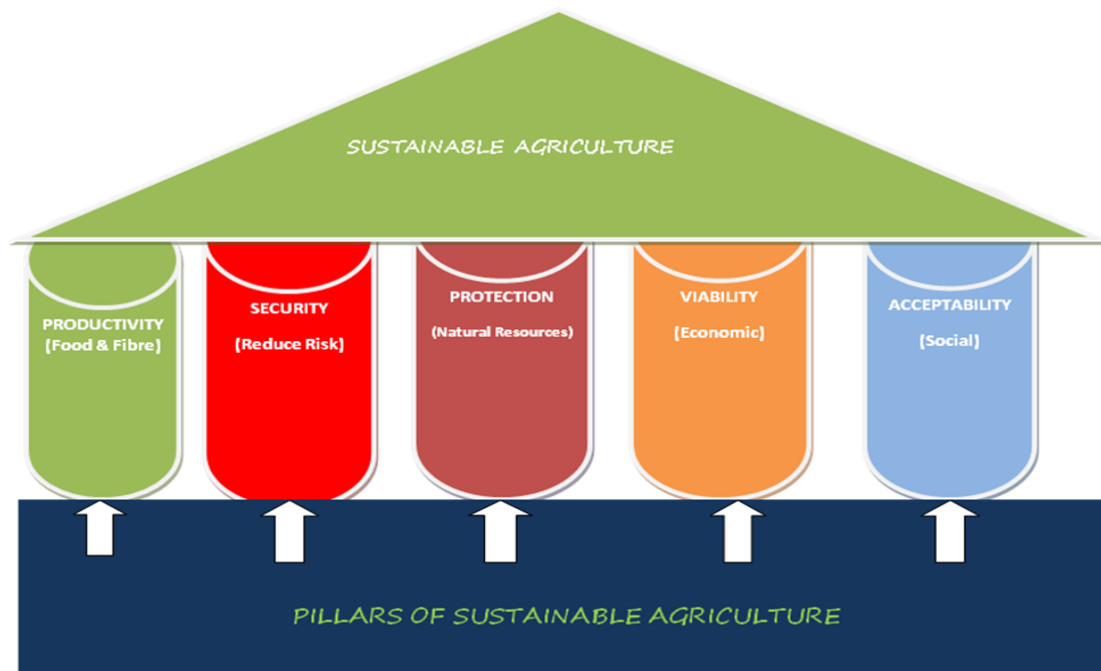 SUSTAINABLE AGRICULTURE
PRODUCTIVITY
(Food & Fibre)
SECURITY
(Reduce Risk)
PROTECTION
(Natural Resources)
VIABILITY
(Economic)
ACCEPTABILITY
(Social)
PILLARS OF SUSTAINABLE AGRICULTURE